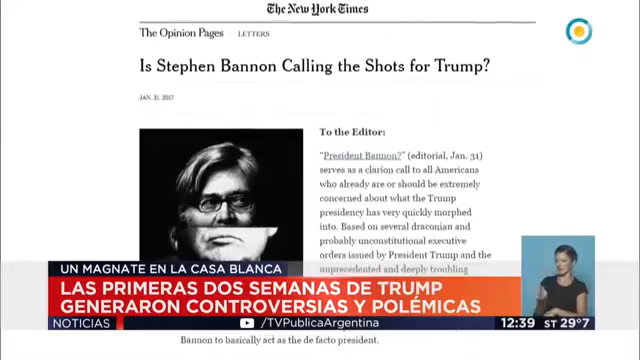 The New York Times
The Opinion Pages
LETTERS
Is Stephen Bannon Calling the Shots for Trump?
JAN. 31, 2017
To the Editor:
“President Bannon?” (editorial, Jan. 31)
serves as a clarion call to all Americans
who already are or should be extremely
concerned about what the Trump
presidency has very quickly morphed
into. Based on several draconian and
probably unconstitutional executive
orders issued by President Trump and the
unprecedented and deeply troubling
UN MAGNATE EN LA CASA BLANCA
LAS PRIMERAS DOS SEMANAS DE TRUMP
GENERARON CONTROVERSIAS Y POLÉMICAS
NOTICIAS
/TVPublicaArgentina
12:39 ST 29°7
Bannon to basically act as the de facto president.